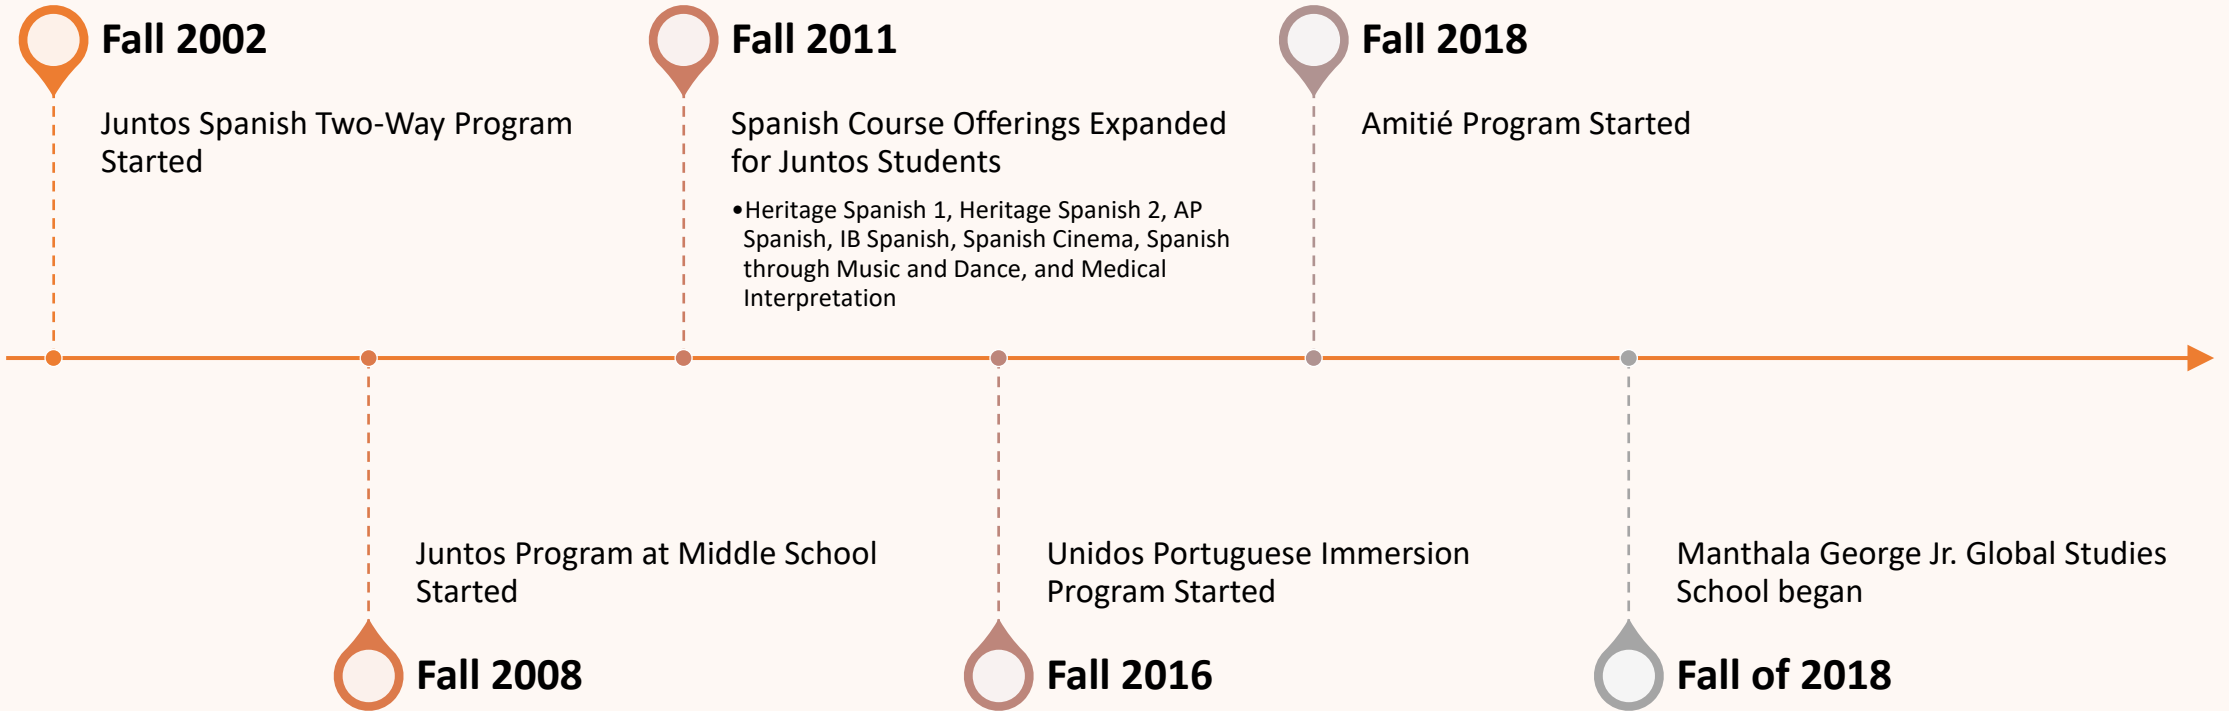 Fall 2002
Juntos Spanish Two-Way Program
Started
Fall 2008
Juntos Program at Middle School
Started
Fall 2011
Spanish Course Offerings Expanded
for Juntos Students
•Heritage Spanish 1, Heritage Spanish 2, AP
Spanish, IB Spanish, Spanish Cinema, Spanish
through Music and Dance, and Medical
Interpretation
Fall 2016
Unidos Portuguese Immersion
Program Started
Fall 2018
Amitié Program Started
Fall of 2018
Manthala George Jr. Global Studies
School began